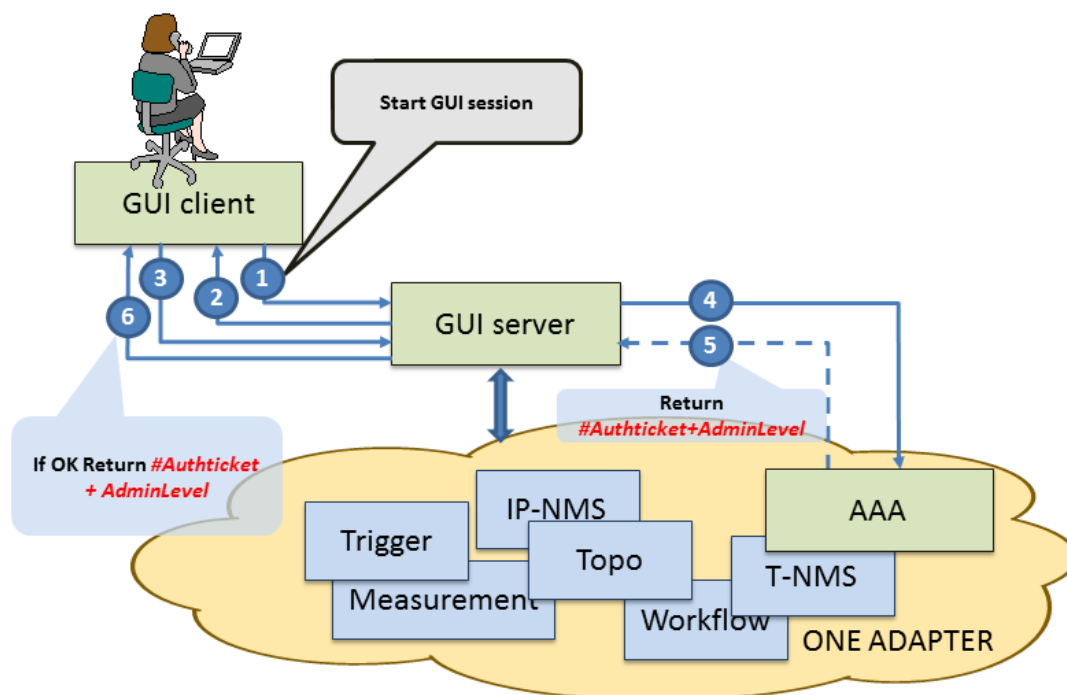 Start GUI session
GUI client
3
1
2
6
GUI server
4
5
Return
#Authticket+AdminLevel
If OK Return #Authticket
+ AdminLevel
IP-NMS
AAA
Trigger
Topo
T-NMS
Measurement
Workflow
ONE ADAPTER